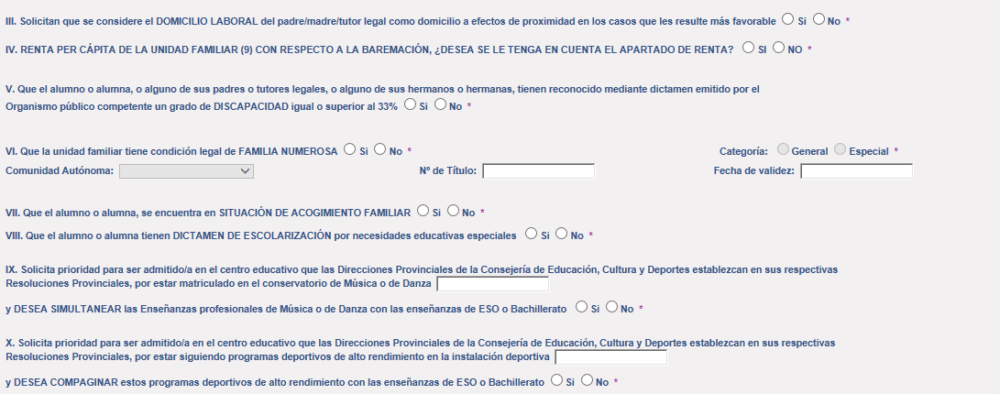 III. Solicitan que se considere el DOMICILIO LABORAL del padre/madre/tutor legal como domicilio a efectos de proximidad en los casos que les resulte más favorable Si No *
IV. RENTA PER CÁPITA DE LA UNIDAD FAMILIAR (9) CON RESPECTO A LA BAREMACIÓN, ¿DESEA SE LE TENGA EN CUENTA EL APARTADO DE RENTA? SI NO *
V. Que el alumno o alumna, o alguno de sus padres o tutores legales, o alguno de sus hermanos o hermanas, tienen reconocido mediante dictamen emitido por el
Organismo público competente un grado de DISCAPACIDAD igual o superior al 33% Si No *
VI. Que la unidad familiar tiene condición legal de FAMILIA NUMEROSA Si No * Categoría: General Especial *
Comunidad Autónoma: Nº de Título: Fecha de validez:
VII. Que el alumno o alumna, se encuentra en SITUACIÓN DE ACOGIMIENTO FAMILIAR Si No *
VIII. Que el alumno o alumna tienen DICTAMEN DE ESCOLARIZACIÓN por necesidades educativas especiales Si No *
IX. Solicita prioridad para ser admitido/a en el centro educativo que las Direcciones Provinciales de la Consejería de Educación, Cultura y Deportes establezcan en sus respectivas
Resoluciones Provinciales, por estar matriculado en el conservatorio de Música o de Danza
y DESEA SIMULTANEAR las Enseñanzas profesionales de Música o de Danza con las enseñanzas de ESO o Bachillerato Si No *
X. Solicita prioridad para ser admitido/a en el centro educativo que las Direcciones Provinciales de la Consejería de Educación, Cultura y Deportes establezcan en sus respectivas
Resoluciones Provinciales, por estar siguiendo programas deportivos de alto rendimiento en la instalación deportiva
y DESEA COMPAGINAR estos programas deportivos de alto rendimiento con las enseñanzas de ESO o Bachillerato Si No *